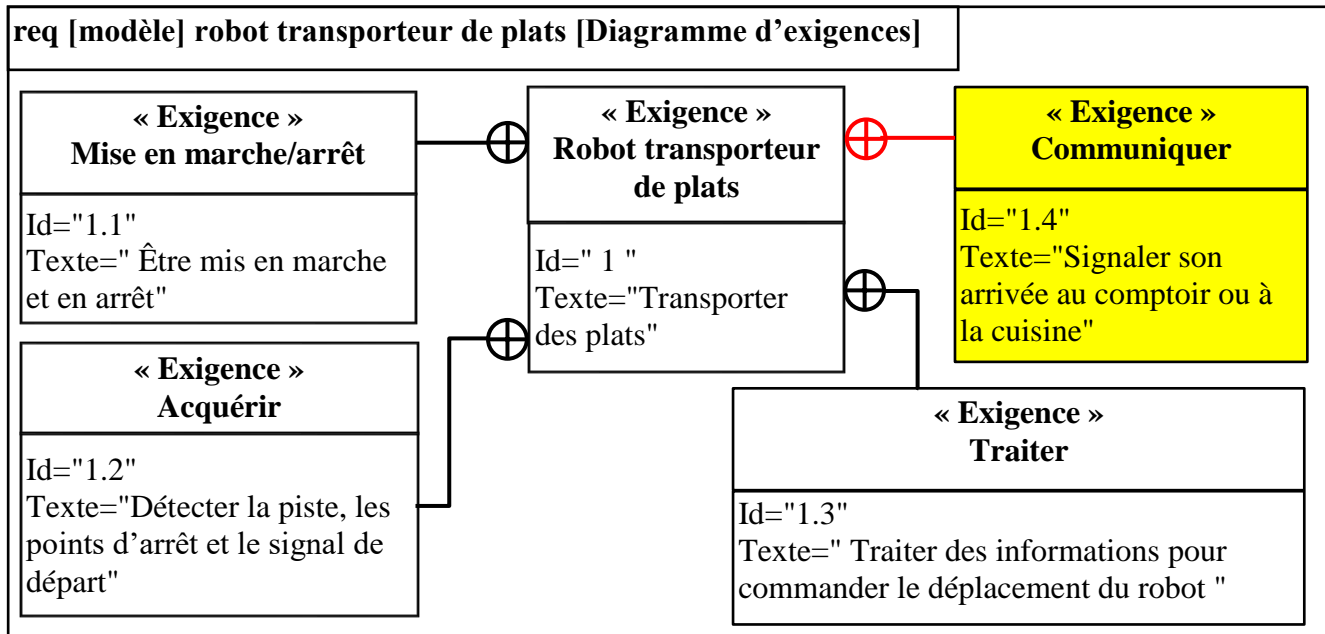 req [modèle] robot transporteur de plats [Diagramme d’exigences]
« Exigence »
Mise en marche/arrêt
Id="1.1"
Texte=" Être mis en marche
et en arrêt"
« Exigence »
Robot transporteur
de plats
Id=" 1 "
Texte="Transporter
des plats"
« Exigence »
Communiquer
Id="1.4"
Texte="Signaler son
arrivée au comptoir ou à
la cuisine"
« Exigence »
Acquérir
Id="1.2"
Texte="Détecter la piste, les
points d’arrêt et le signal de
départ"
« Exigence »
Traiter
Id="1.3"
Texte=" Traiter des informations pour
commander le déplacement du robot "